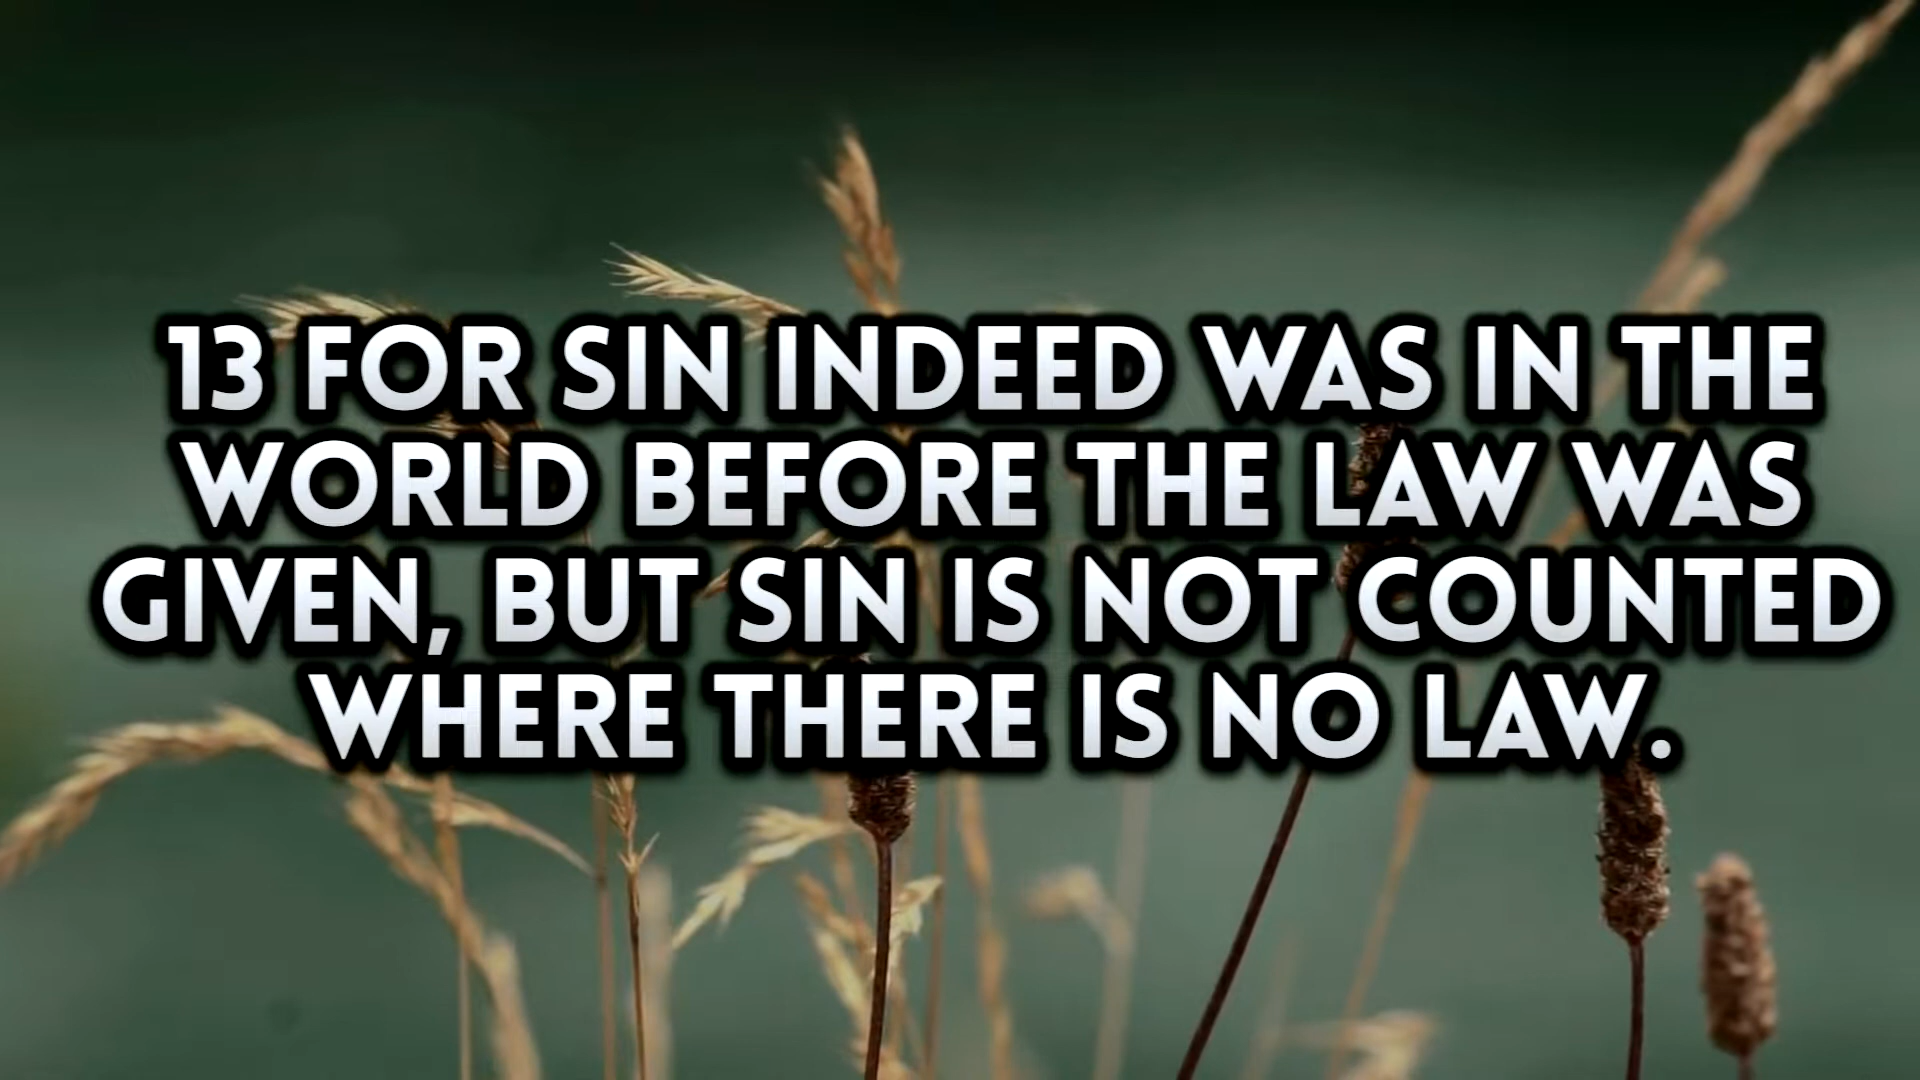 13 FOR SIN INDEED WAS IN THE
WORLD BEFORE THE LAW WAS
GIVEN, BUT SIN IS NOT COUNTED
WHERE THERE IS NO LAW.